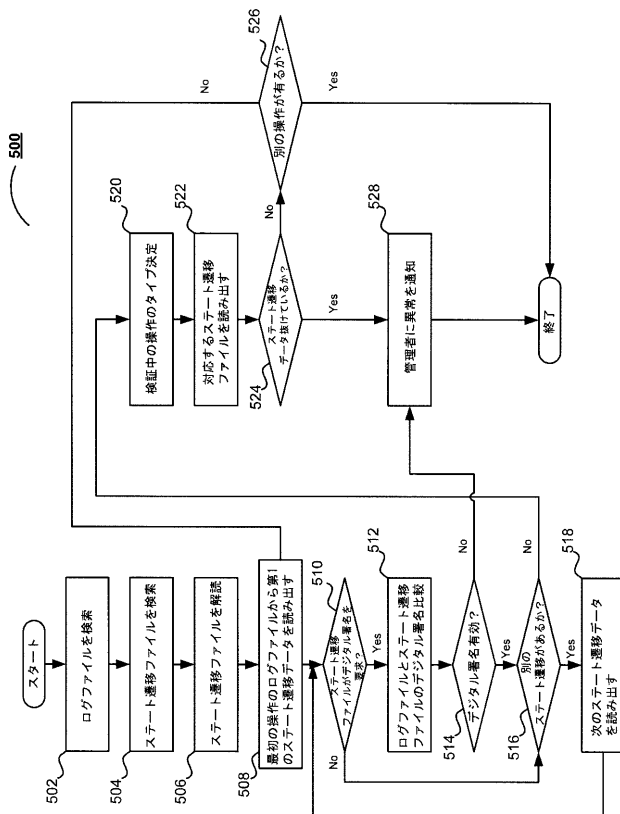 500
スタート
ログファイルを検索
502
ステート遷移ファイルを検索
504
ステート遷移ファイルを解読
506
最初の操作のログファイルから第1
のステート遷移データを読み出す
508
ステート遷移
ファイルがデジタル署名を
要求?
510
Yes
No
ログファイルとステート遷移
ファイルのデジタル署名比較
512
デジタル署名有効?
514
No
Yes
別の
ステート遷移があるか?
516
No
Yes
次のステート遷移データ
を読み出す
518
検証中の操作のタイプ決定
520
対応するステート遷移
ファイルを読み出す
522
ステート遷移
データ抜けているか?
524
No
Yes
別の操作が有るか?
526
No
Yes
管理者に異常を通知
528
終了